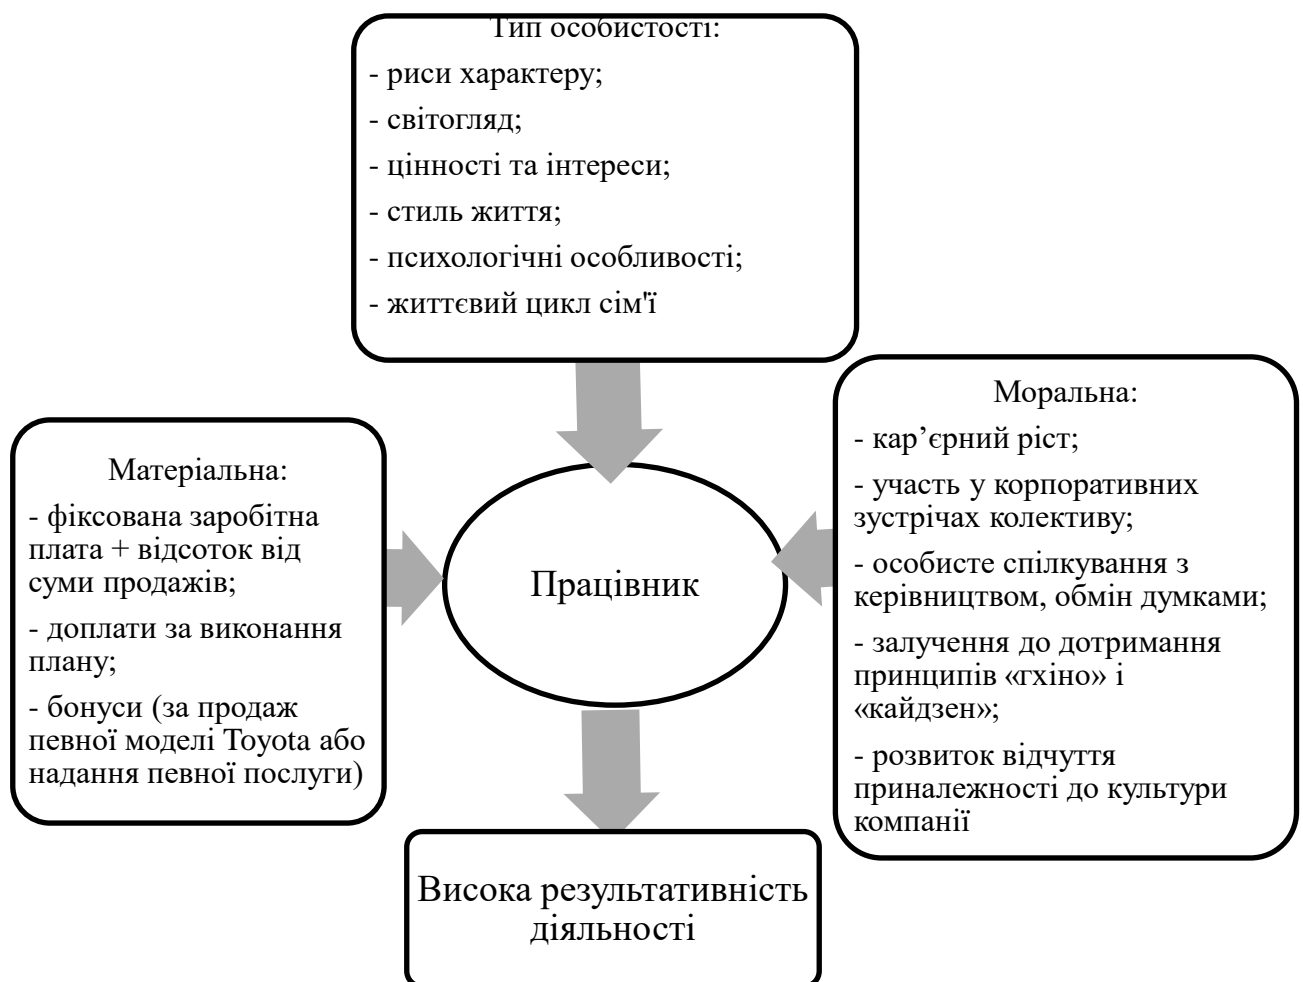 Тип особистості:
- риси характеру;
- світогляд;
- цінності та інтереси;
- стиль життя;
- психологічні особливості;
- життєвий цикл сім'ї
Матеріальна:
- фіксована заробітна
плата + відсоток від
суми продажів;
- доплати за виконання
плану;
- бонуси (за продаж
певної моделі Toyota або
надання певної послуги)
Працівник
Моральна:
- кар’єрний ріст;
- участь у корпоративних
зустрічах колективу;
- особисте спілкування з
керівництвом, обмін думками;
- залучення до дотримання
принципів «гхіно» і
«кайдзен»;
- розвиток відчуття
приналежності до культури
компанії
Висока результативність
діяльності